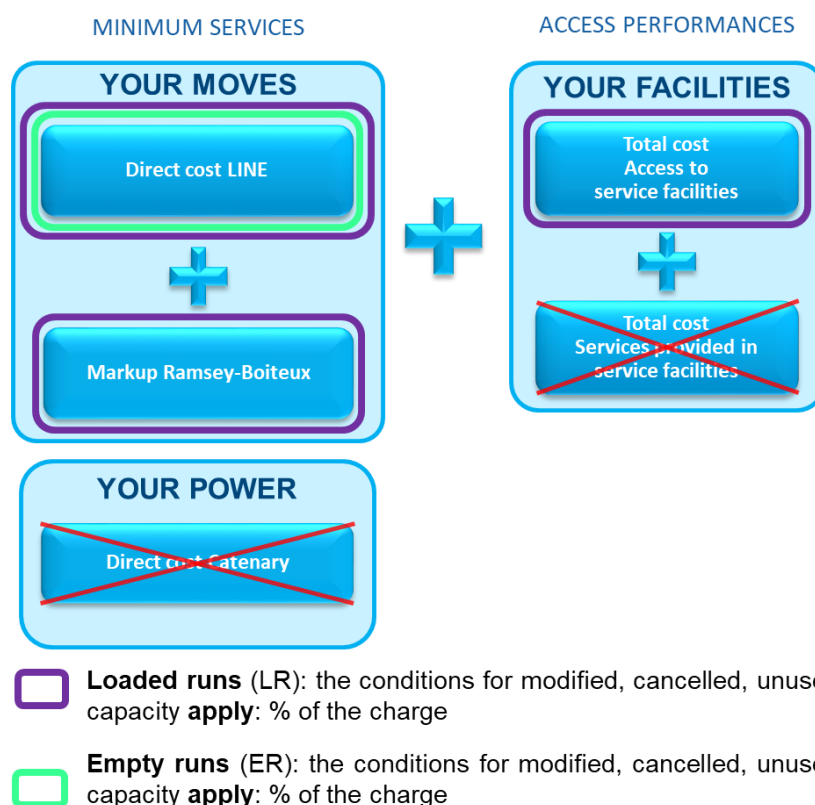 MINIMUM SERVICES
YOUR MOVES
Direct cost LINE
Markup Ramsey-Boiteux
YOUR POWER
Direct cost Catenary
ACCESS PERFORMANCES
YOUR FACILITIES
Total cost
Access to
service facilities
Total cost
Services provided in
service facilities
Loaded runs (LR): the conditions for modified, cancelled,
capacity apply: % of the charge
Empty runs (ER): the conditions for modified, cancelled,
capacity apply: % of the charge